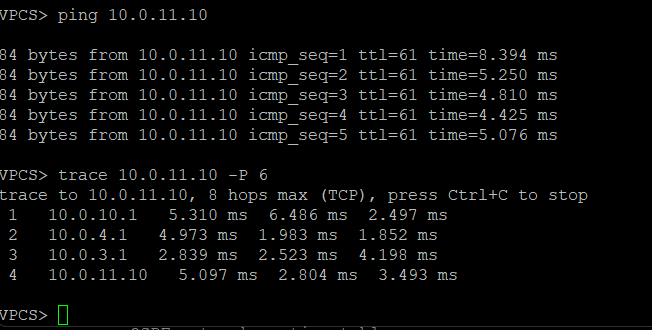 VPCS> ping 10.0.11.10
84 bytes from 10.0.11.10 icmp_seq=1 ttl=61 time=8.394 ms
84 bytes from 10.0.11.10 icmp_seq=2 ttl=61 time=5.250 ms
84 bytes from 10.0.11.10 icmp_seq=3 ttl=61 time=4.810 ms
84 bytes from 10.0.11.10 icmp_seq=4 ttl=61 time=4.425 ms
84 bytes from 10.0.11.10 icmp_seq=5 ttl=61 time=5.076 ms
VPCS> trace 10.0.11.10 -P 6
trace to 10.0.11.10, 8 hops max (TCP), press Ctrl+C to stop
1 10.0.10.1 5.310 ms 6.486 ms 2.497 ms
2 10.0.4.1 4.973 ms 1.983 ms 1.852 ms
3 10.0.3.1 2.839 ms 2.523 ms 4.198 ms
4 10.0.11.10 5.097 ms 2.804 ms 3.493 ms
VPCS>